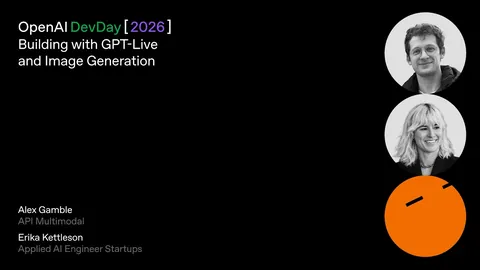 OpenAI DevDay [2026]
Building with GPT-Live
and Image Generation
Alex Gamble
API Multimodal
Erika Kettleson
Applied AI Engineer Startups